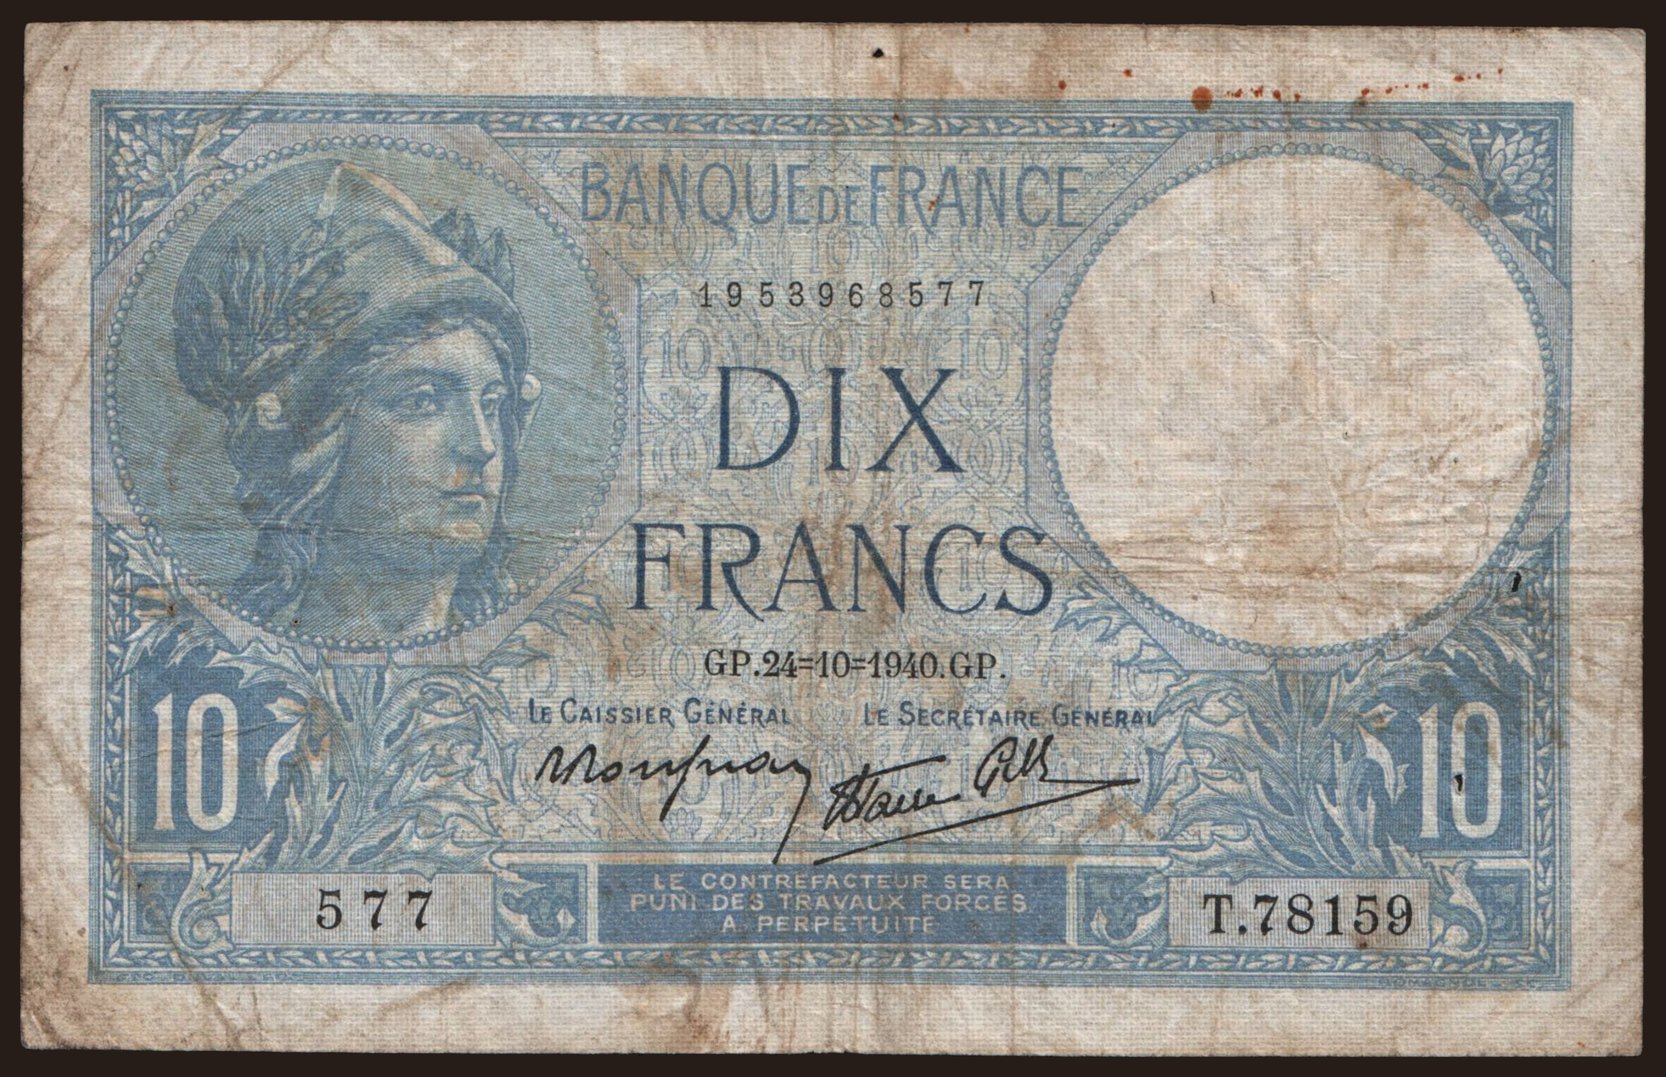 BANQUE DE FRANCE
1953968577
DIX
FRANCS
GP.24=10=1940.GP.
LE CAISSIER GÉNÉRAL LE SECRÉTAIRE GÉNÉRAL
10 10
LE CONTREFACTEUR SERA
PUNI DES TRAVAUX FORCÉS
A PERPÉTUITÉ
577 T.78159